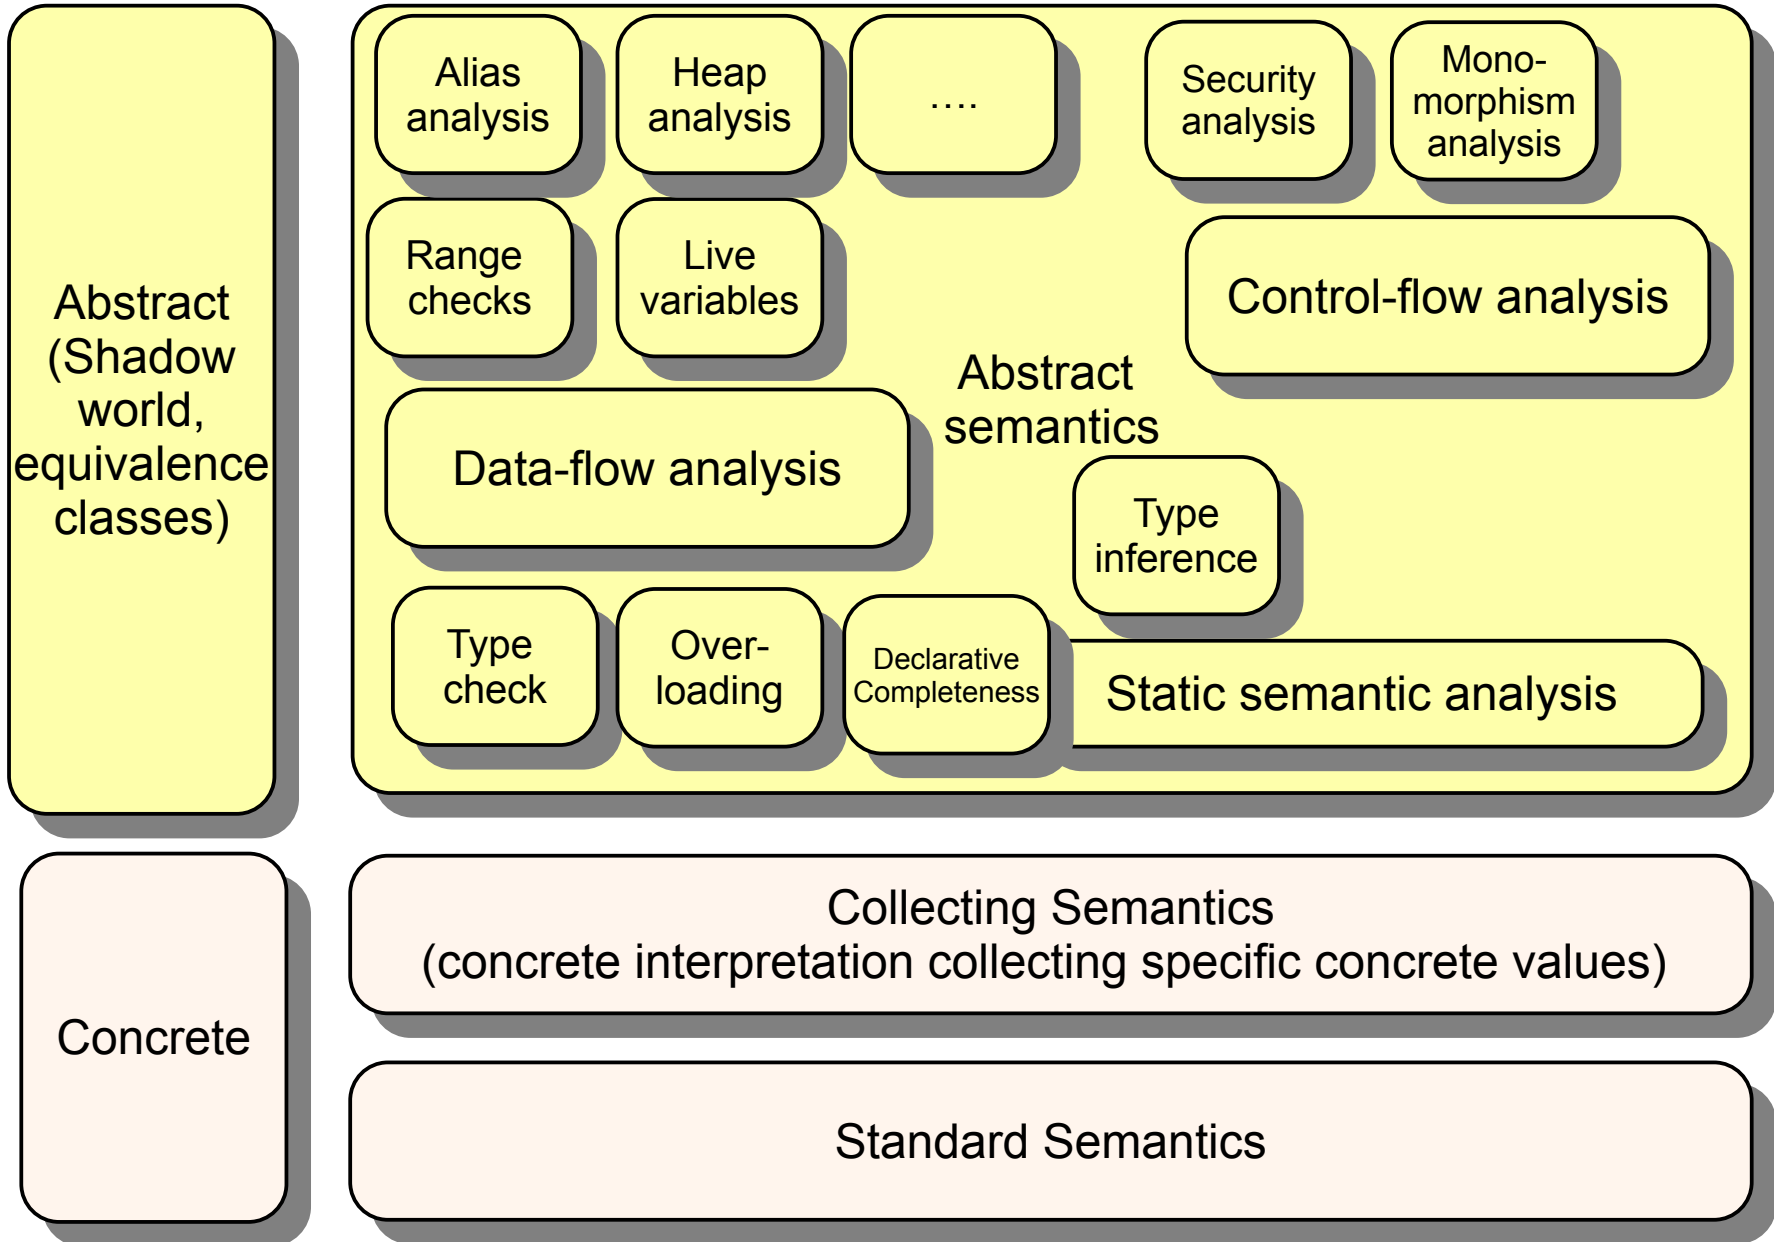 Abstract
(Shadow
world,
equivalence
classes)
Alias
analysis
Heap
analysis
....
Security
analysis
Mono-
morphism
analysis
Range
checks
Live
variables
Control-flow analysis
Abstract
semantics
Data-flow analysis
Type
inference
Type
check
Over-
loading
Declarative
Completeness
Static semantic analysis
Concrete
Collecting Semantics
(concrete interpretation collecting specific concrete values)
Standard Semantics